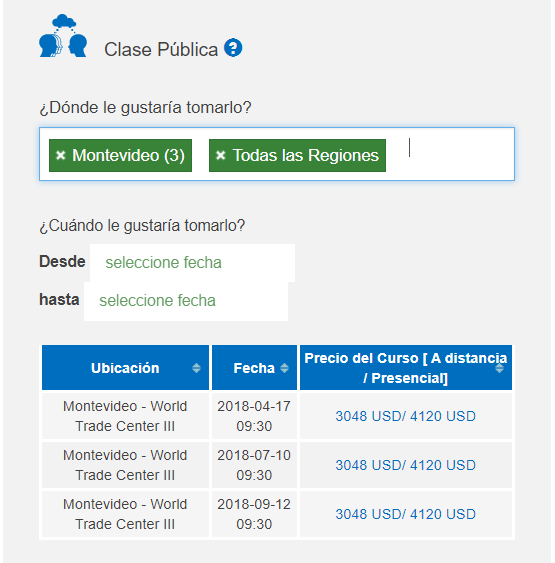 Clase Pública ?
¿Dónde le gustaría tomarlo?
× Montevideo (3) × Todas las Regiones
¿Cuándo le gustaría tomarlo?
Desde seleccione fecha
hasta seleccione fecha
Ubicación Fecha Precio del Curso [ A distancia
/ Presencial]
Montevideo - World 2018-04-17 3048 USD/ 4120 USD
Trade Center III 09:30
Montevideo - World 2018-07-10 3048 USD/ 4120 USD
Trade Center III 09:30
Montevideo - World 2018-09-12 3048 USD/ 4120 USD
Trade Center III 09:30